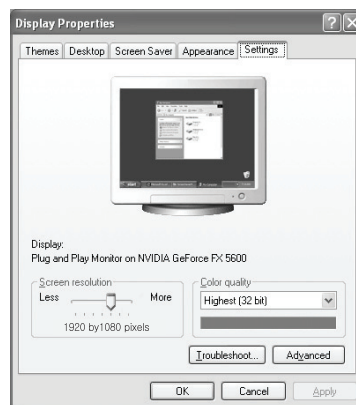 Display Properties
Themes Desktop Screen Saver Appearance Settings
Display:
Plug and Play Monitor on NVIDIA GeForce FX 5600
Screen resolution
Less More
1920 by1080 pixels
Color quality
Highest (32 bit)
Troubleshoot... Advanced
OK Cancel Apply